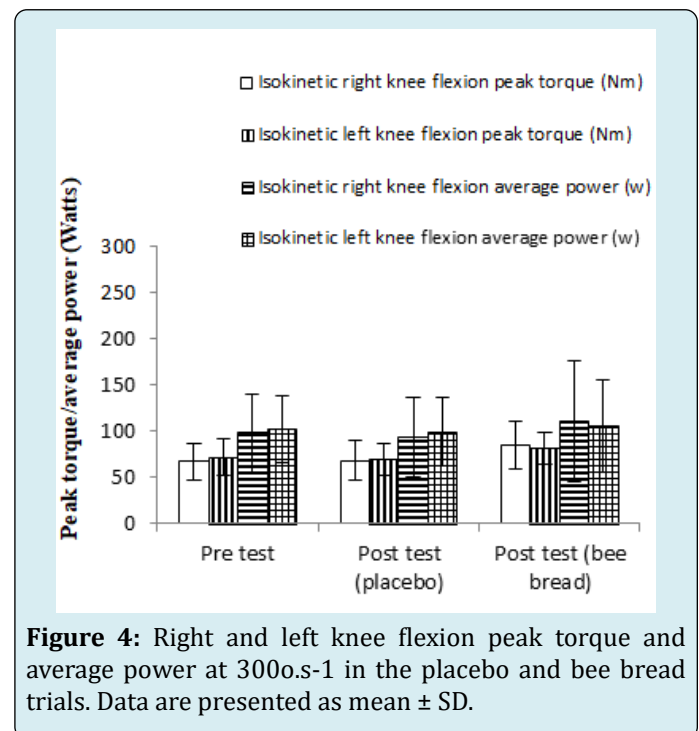 Isokinetic right knee flexion peak torque (Nm)
Isokinetic left knee flexion peak torque (Nm)
Isokinetic right knee flexion average power (w)
Isokinetic left knee flexion average power (w)
Peak torque/average power (Watts)
300
250
200
150
100
50
0
Pre test
Post test
(placebo)
Post test (bee
bread)
Figure 4: Right and left knee flexion peak torque and
average power at 300o.s-1 in the placebo and bee bread
trials. Data are presented as mean ± SD.